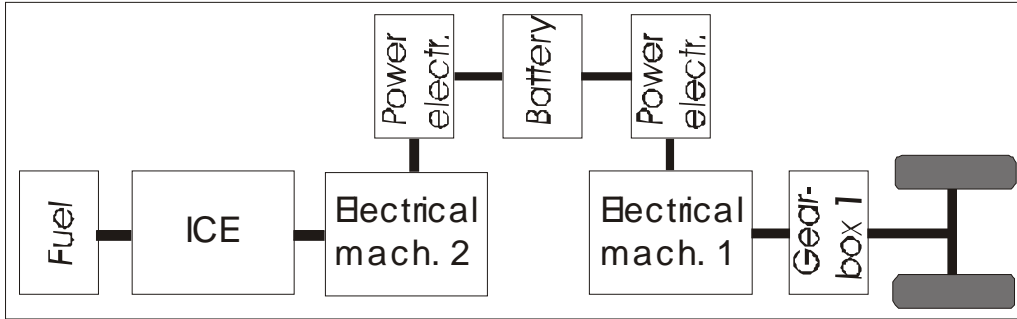 Power
electr.
Battery
Power
electr.
Fuel
ICE
Electrical
mach. 2
Electrical
mach. 1
Gear-
box 1